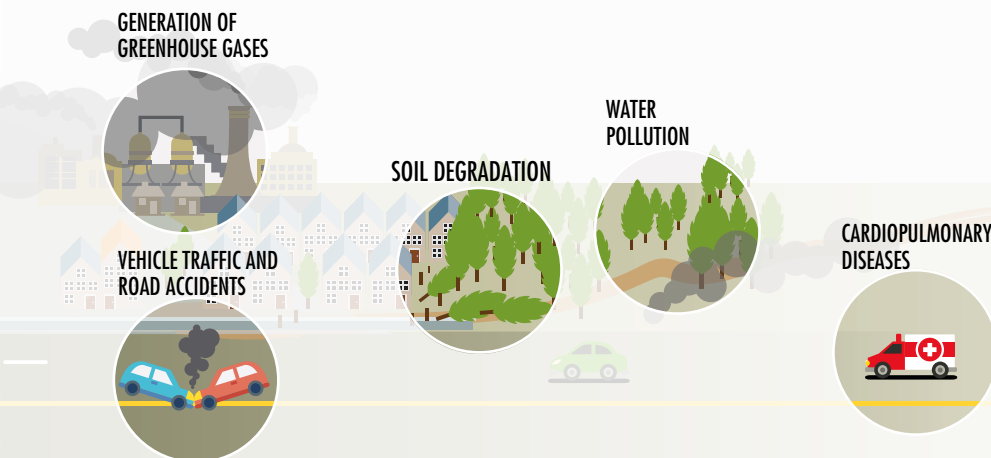 GENERATION OF
GREENHOUSE GASES
WATER
POLLUTION
SOIL DEGRADATION
CARDIOPULMONARY
DISEASES
VEHICLE TRAFFIC AND
ROAD ACCIDENTS